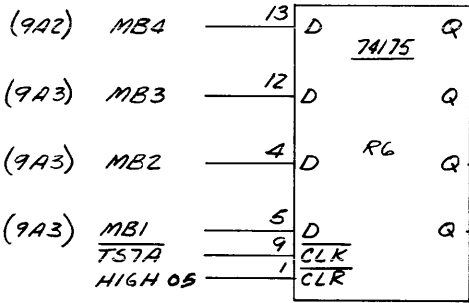 (9A2) MB4 13 D Q
74175
(9A3) MB3 12 D Q
R6
(9A3) MB2 4 D Q
(9A3) MB1 5 D Q
TS7A 9 CLK
HIGH 05 1 CLR